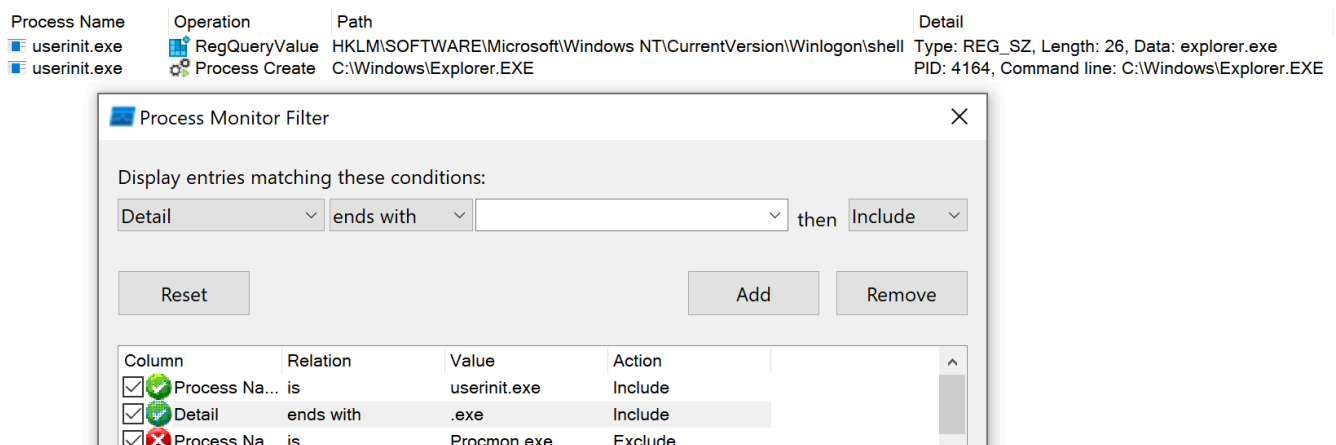 Process Name Operation Path Detail
userinit.exe RegQueryValue HKLM\SOFTWARE\Microsoft\Windows NT\CurrentVersion\Winlogon\shell Type: REG_SZ, Length: 26, Data: explorer.exe
userinit.exe Process Create C:\Windows\Explorer.EXE PID: 4164, Command line: C:\Windows\Explorer.EXE
Process Monitor Filter
Display entries matching these conditions:
Detail ends with then Include
Reset Add Remove
Column Relation Value Action
Process Na... is userinit.exe Include
Detail ends with .exe Include
Process Na... is Procmon.exe Exclude